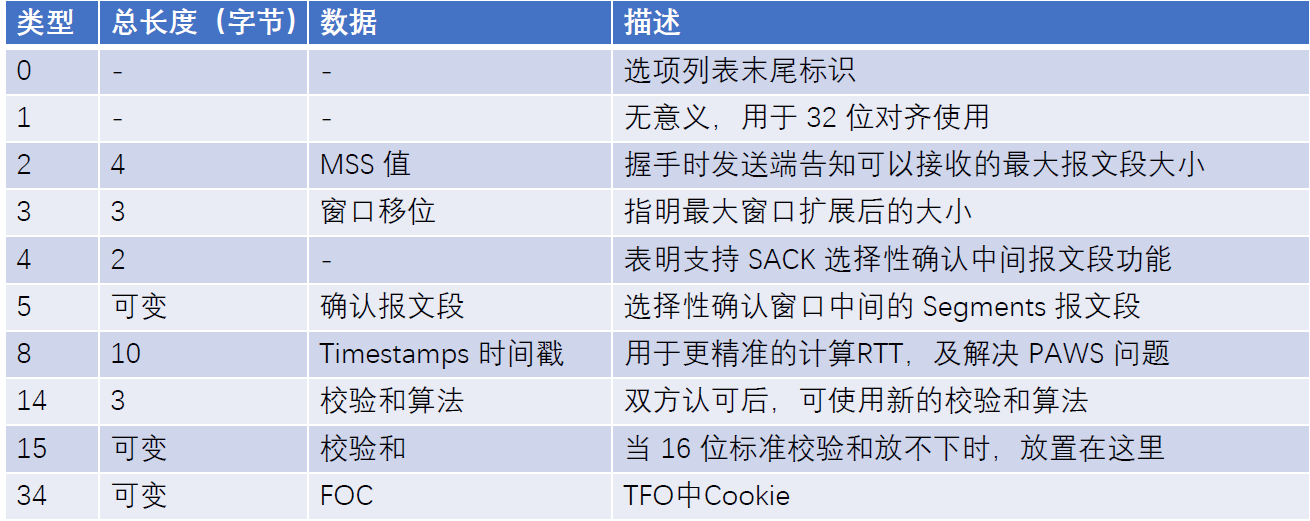 类型 总长度（字节） 数据 描述
0 - - 选项列表末尾标识
1 - - 无意义，用于 32 位对齐使用
2 4 MSS 值 握手时发送端告知可以接收的最大报文段大小
3 3 窗口移位 指明最大窗口扩展后的大小
4 2 - 表明支持 SACK 选择性确认中间报文段功能
5 可变 确认报文段 选择性确认窗口中间的 Segments 报文段
8 10 Timestamps 时间戳 用于更精准的计算RTT，及解决 PAWS 问题
14 3 校验和算法 双方认可后，可使用新的校验和算法
15 可变 校验和 当 16 位标准校验和放不下时，放置在这里
34 可变 FOC TFO中Cookie